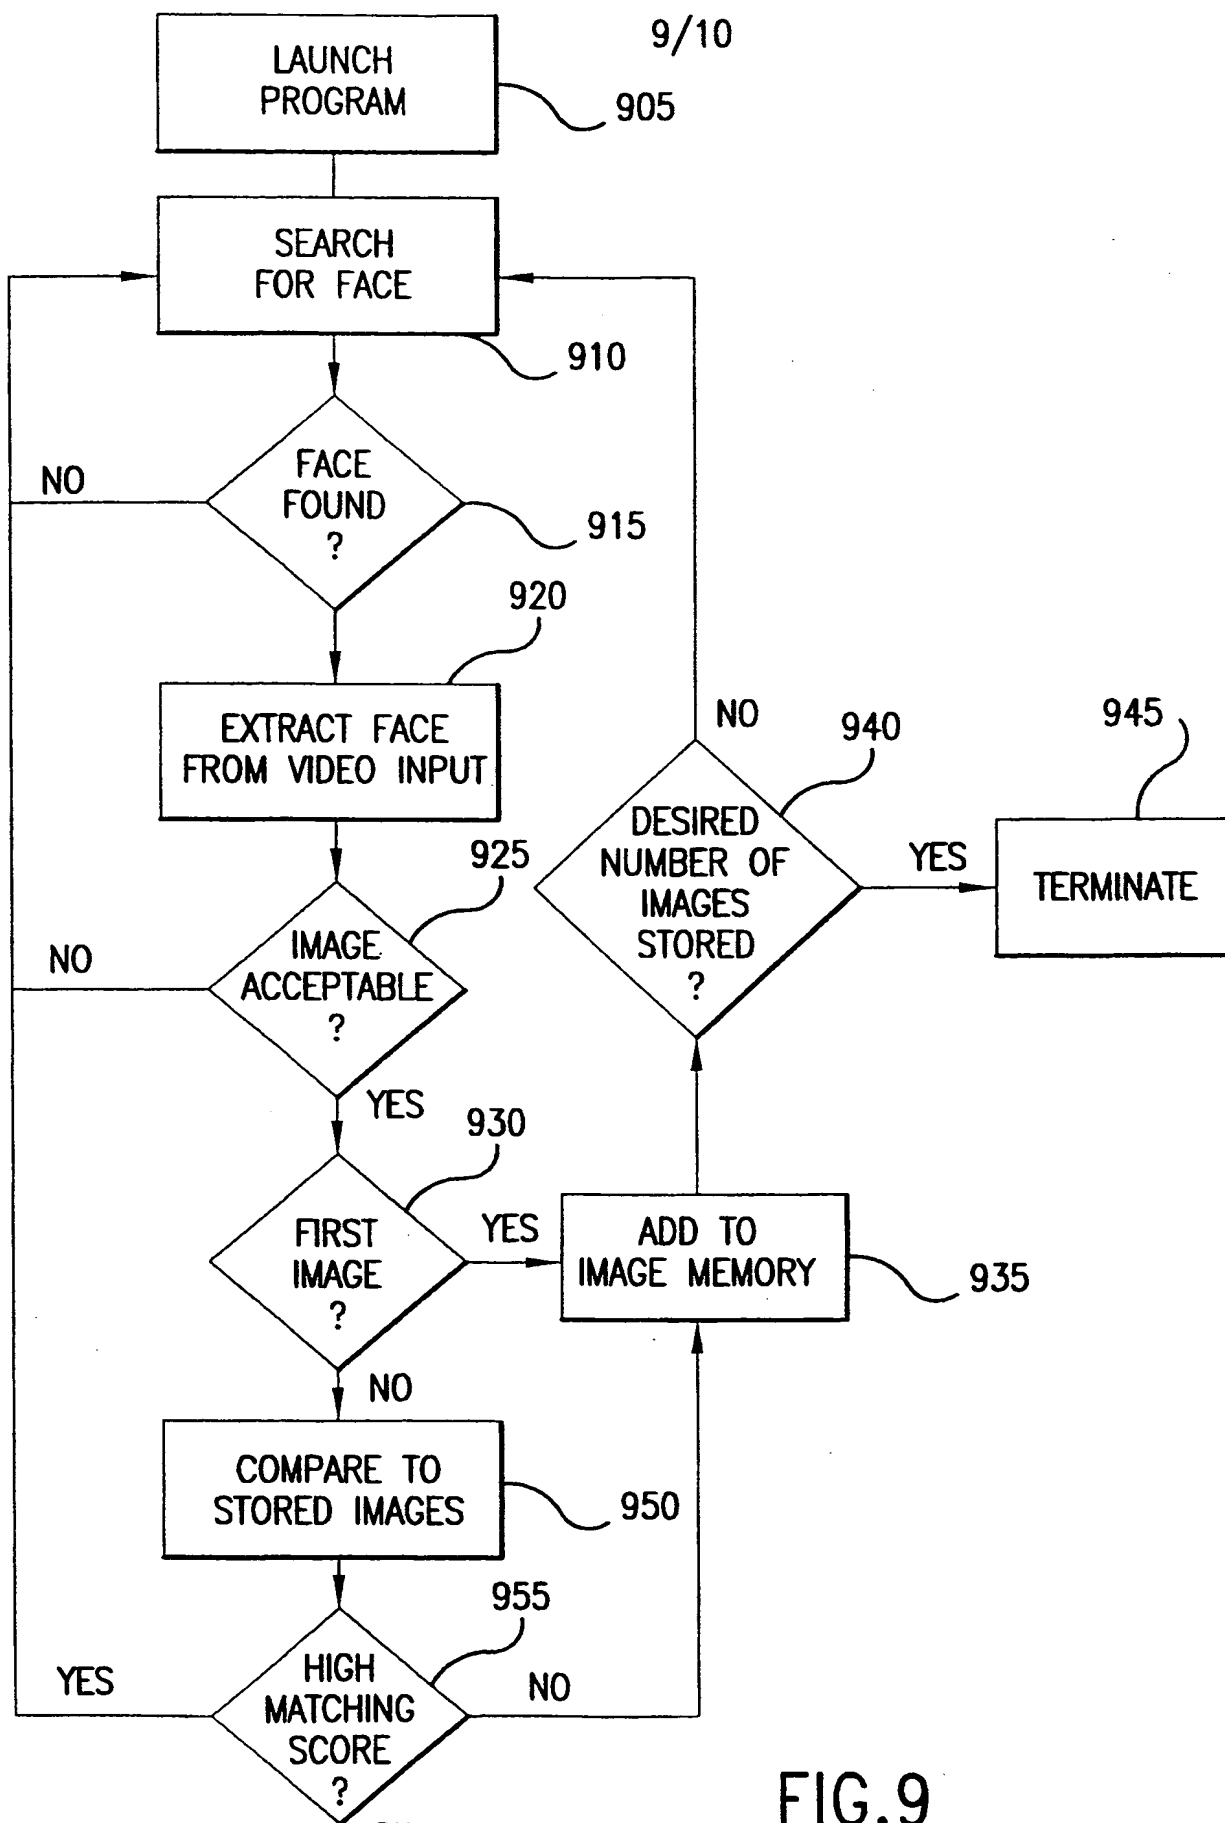 9/10
LAUNCH
PROGRAM
905
SEARCH
FOR FACE
910
FACE
FOUND
?
NO
915
920
EXTRACT FACE
FROM VIDEO INPUT
925
IMAGE
ACCEPTABLE
?
NO
YES
930
FIRST
IMAGE
?
YES
NO
ADD TO
IMAGE MEMORY
935
NO
940
DESIRED
NUMBER OF
IMAGES
STORED
?
YES
945
TERMINATE
COMPARE TO
STORED IMAGES
950
955
HIGH
MATCHING
SCORE
?
YES
NO
FIG.9